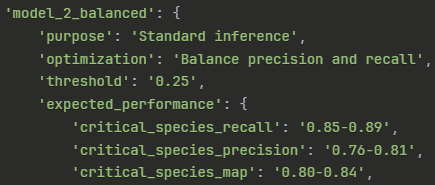 'model_2_balanced': {
'purpose': 'Standard inference',
'optimization': 'Balance precision and recall',
'threshold': '0.25',
'expected_performance': {
'critical_species_recall': '0.85-0.89',
'critical_species_precision': '0.76-0.81',
'critical_species_map': '0.80-0.84',